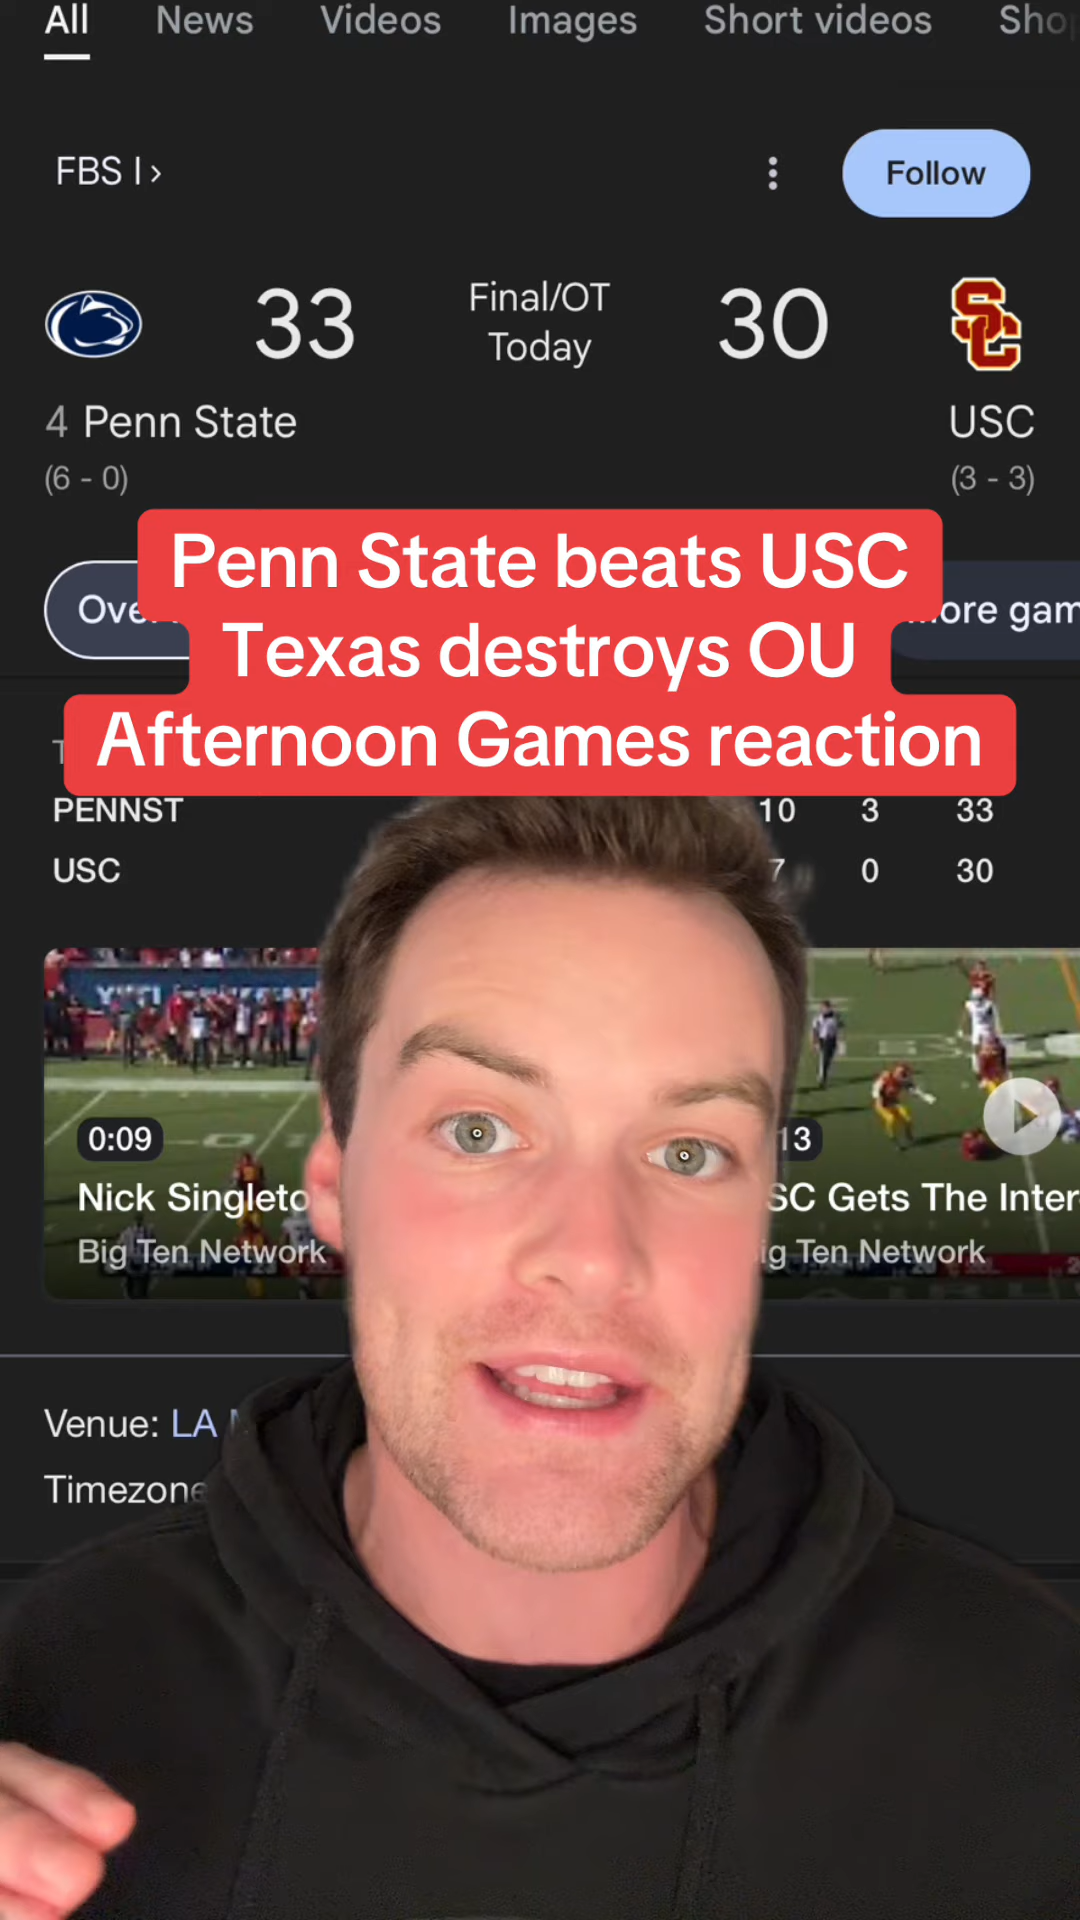 All News Videos Images Short videos
FBS I >
Follow
33 Final/OT 30
Today
4 Penn State USC
(6 - 0) (3 - 3)
Penn State beats USC
Texas destroys OU
Afternoon Games reaction
PENNST 10 3 33
USC 7 0 30
0:09
Nick Singleto
SC Gets The Inter
Big Ten Network
ig Ten Network
Venue: LA
Timezone